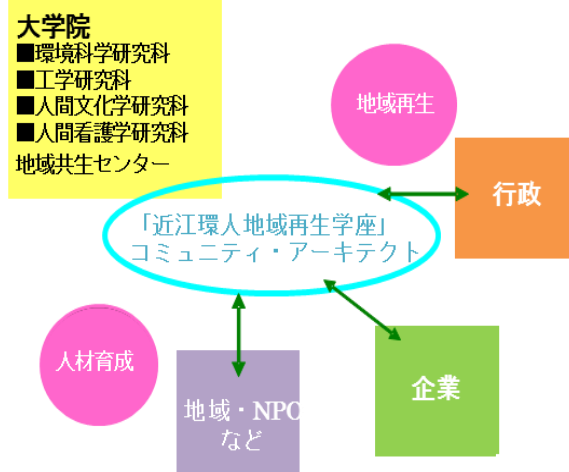 大学院
■環境科学研究科
■工学研究科
■人間文化学研究科
■人間看護学研究科
地域共生センター
地域再生
行政
「近江環人地域再生学座」
コミュニティ・アーキテクト
人材育成
地域・NPO
など
企業